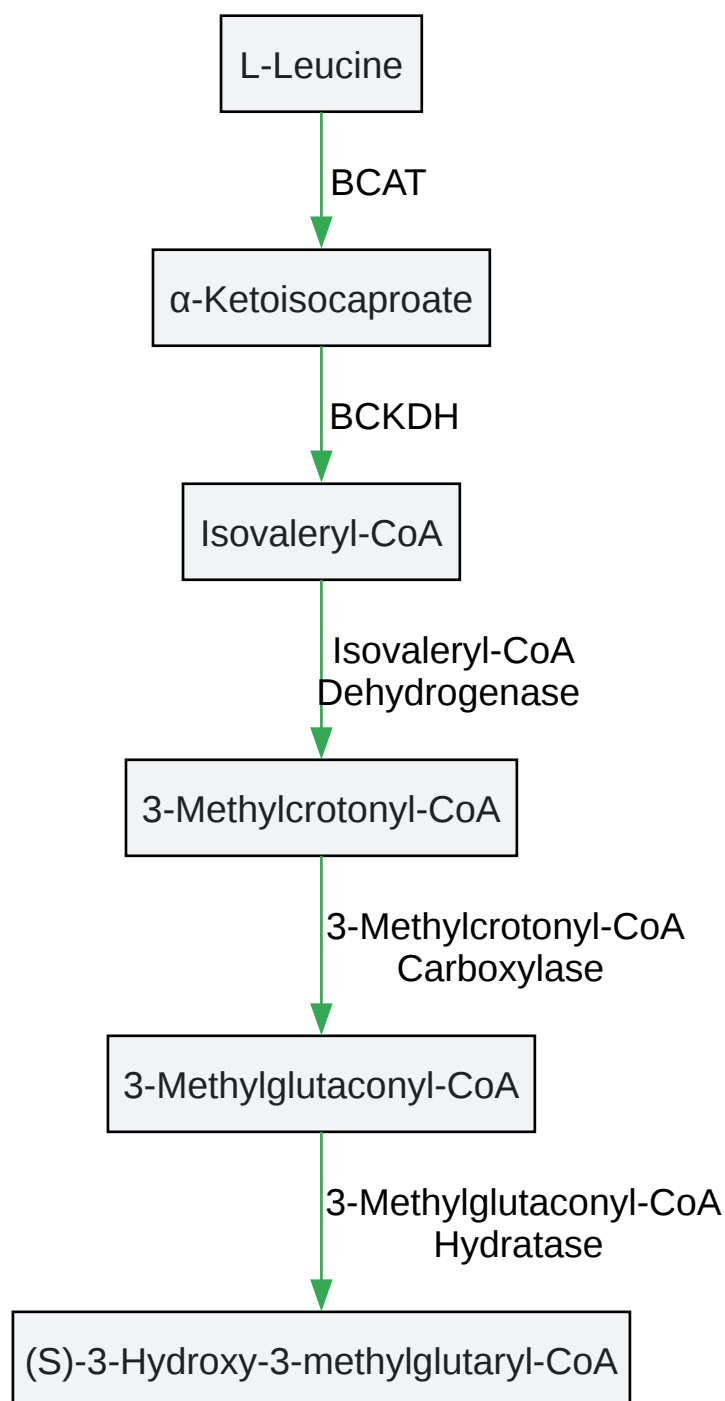 L-Leucine
BCAT
α-Ketoisocaproate
BCKDH
Isovaleryl-CoA
Isovaleryl-CoA
Dehydrogenase
3-Methylcrotonyl-CoA
3-Methylcrotonyl-CoA
Carboxylase
3-Methylglutaconyl-CoA
3-Methylglutaconyl-CoA
Hydratase
(S)-3-Hydroxy-3-methylglutaryl-CoA